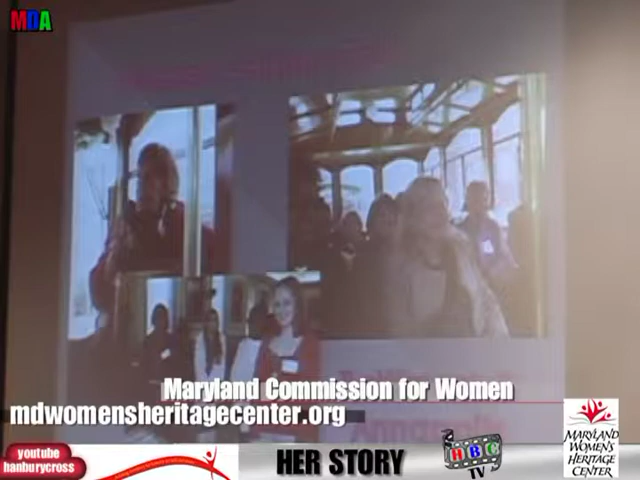 MDA
Maryland Commission for Women
mdwomensheritagecenter.org
youtube
hanburycross
HER STORY
HBC
TV
MARYLAND
WOMEN'S
HERITAGE
CENTER